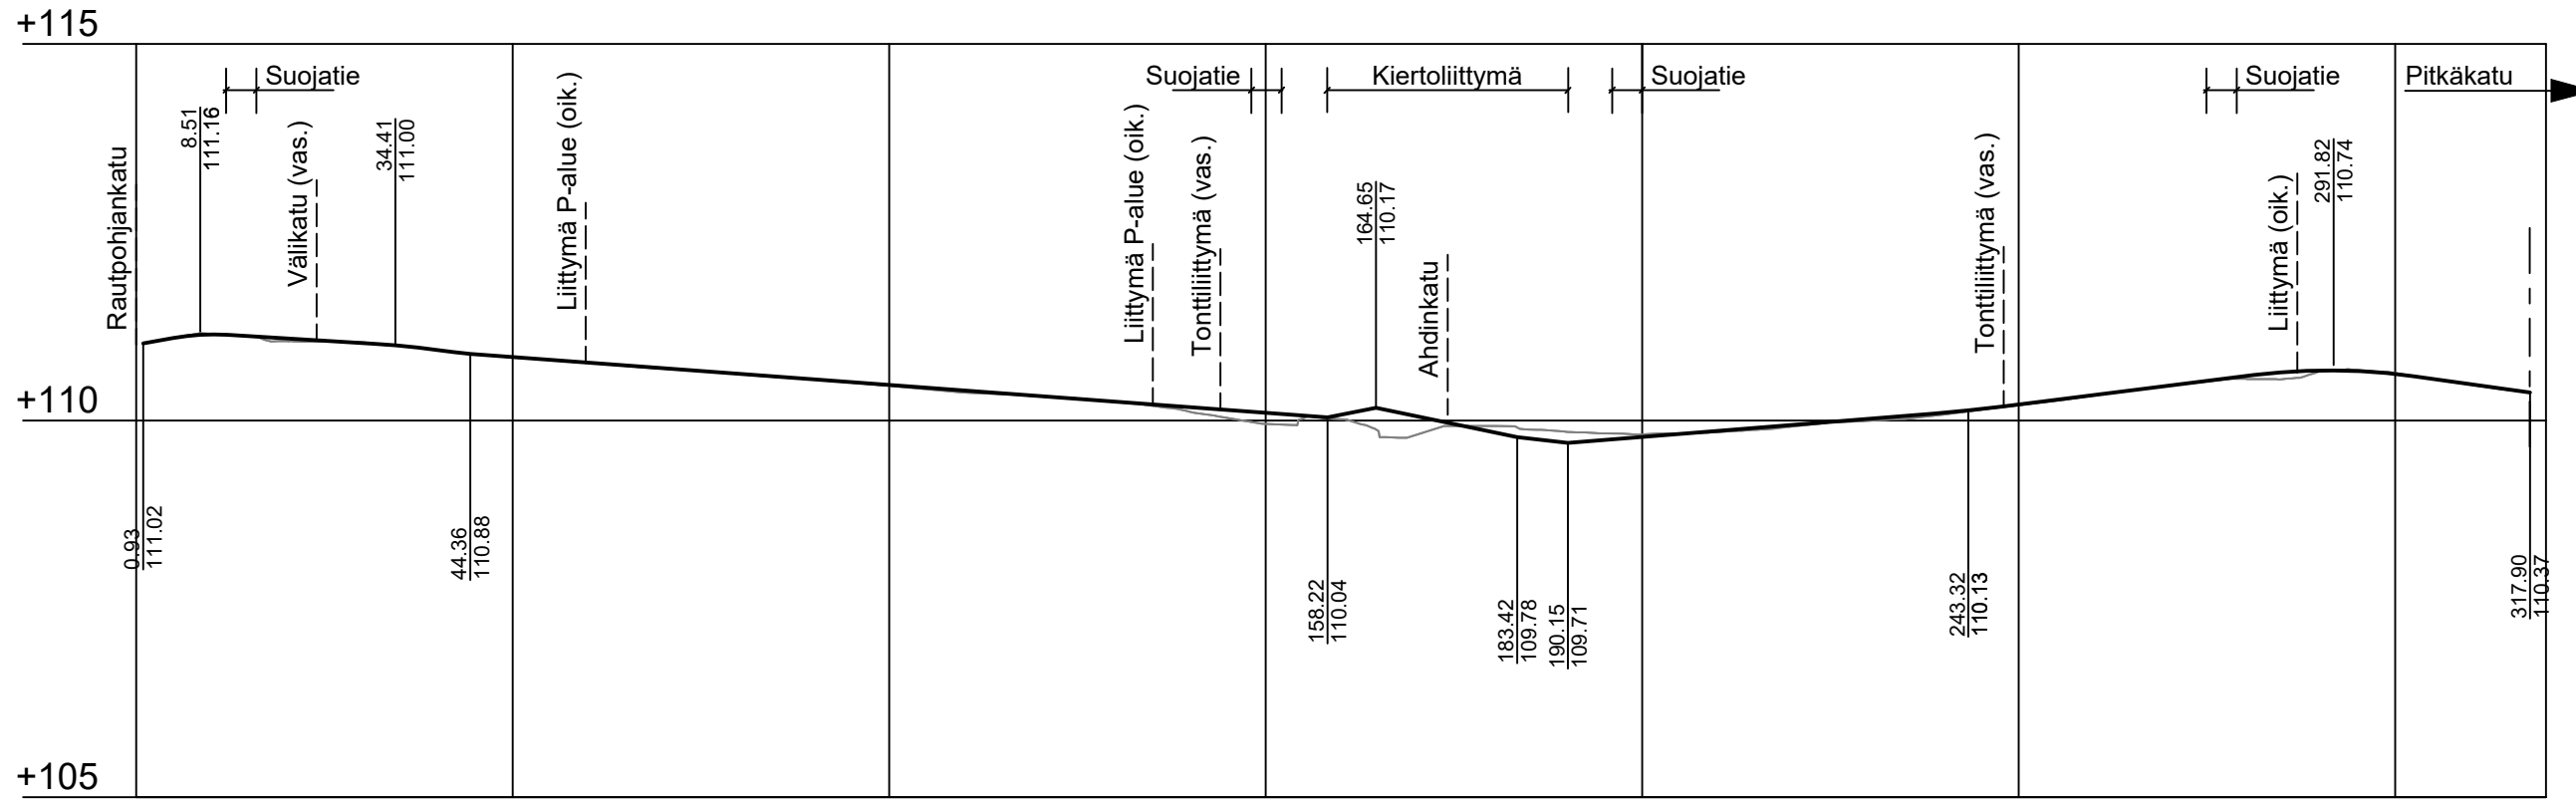 +115
Suojatie
Suojatie
Kiertoliittymä
Suojatie
Suojatie
Pitkäkatu
Rautpohjankatu
8.51
111.16
Välikatu (vas.)
34.41
111.00
Liittymä P-alue (oik.)
Liittymä P-alue (oik.)
Tonttiliittymä (vas.)
164.65
110.17
Ahdinkatu
Tonttiliittymä (vas.)
Liittymä (oik.)
291.82
110.74
+110
0.93
111.02
44.36
110.88
158.22
110.04
183.42
109.78
190.15
109.71
243.32
110.13
317.90
110.37
+105